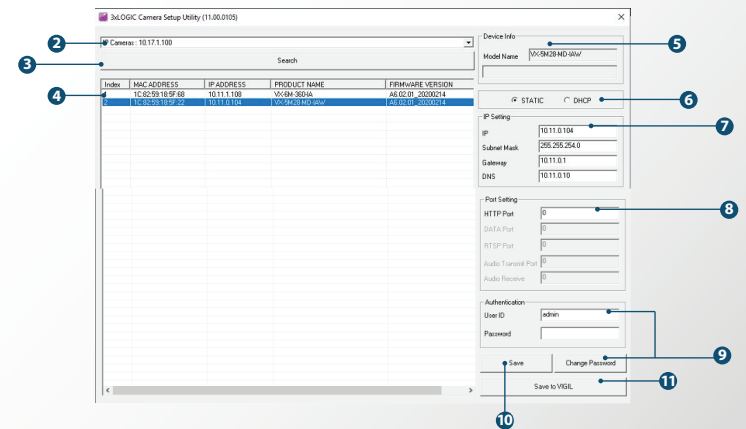 3xLOGIC Camera Setup Utility (11.00.0105)
IP Cameras : 10.17.1.100
Search
Index MAC ADDRESS IP ADDRESS PRODUCT NAME FIRMWARE VERSION
1 1C:82:59:18:5F:68 10.11.1.108 VX-6M-360-IA A6.02.01_20200214
2 1C:82:59:18:5F:22 10.11.0.104 VX-5M28-MD-IAW A6.02.01_20200214
Device Info
Model Name VX-5M28-MD-IAW
STATIC DHCP
IP Setting
IP 10.11.0.104
Subnet Mask 255.255.254.0
Gateway 10.11.0.1
DNS 10.11.0.10
Port Setting
HTTP Port 0
DATA Port 0
RTSP Port 0
Audio Transmit Port 0
Audio Receive 0
Authentication
User ID admin
Password
Save Change Password
Save to VIGIL
2
3
4
5
6
7
8
9
10
11